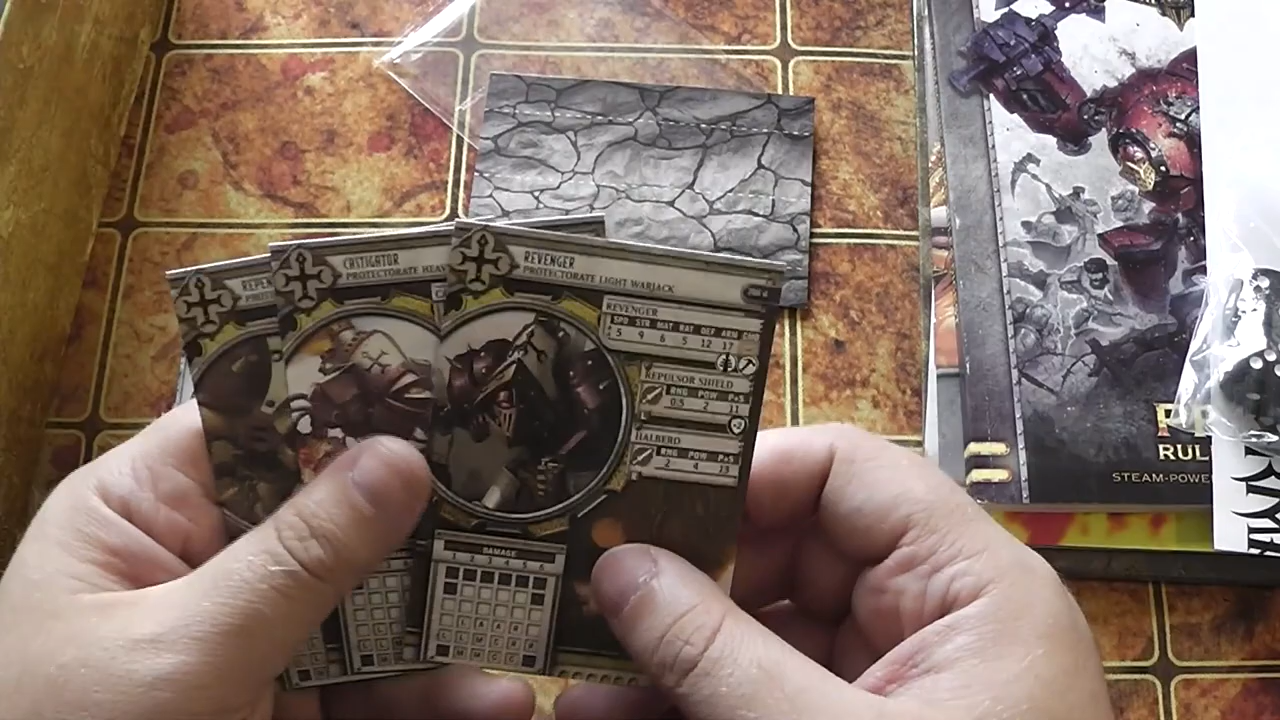 CASTIGATOR
PROTECTORATE HEAV
REVENGER
PROTECTORATE LIGHT WARJACK
REVENGER
SPD STR MAT RAT DEF ARM CMD
5 9 6 5 12 17
REPULSOR SHIELD
RNG POW P+S
0.5 2 11
HALBERD
RNG POW P+S
2 4 13
DAMAGE
1 2 3 4 5 6
L A A R
L L M C R R
M M C C
RUL
STEAM-POWE